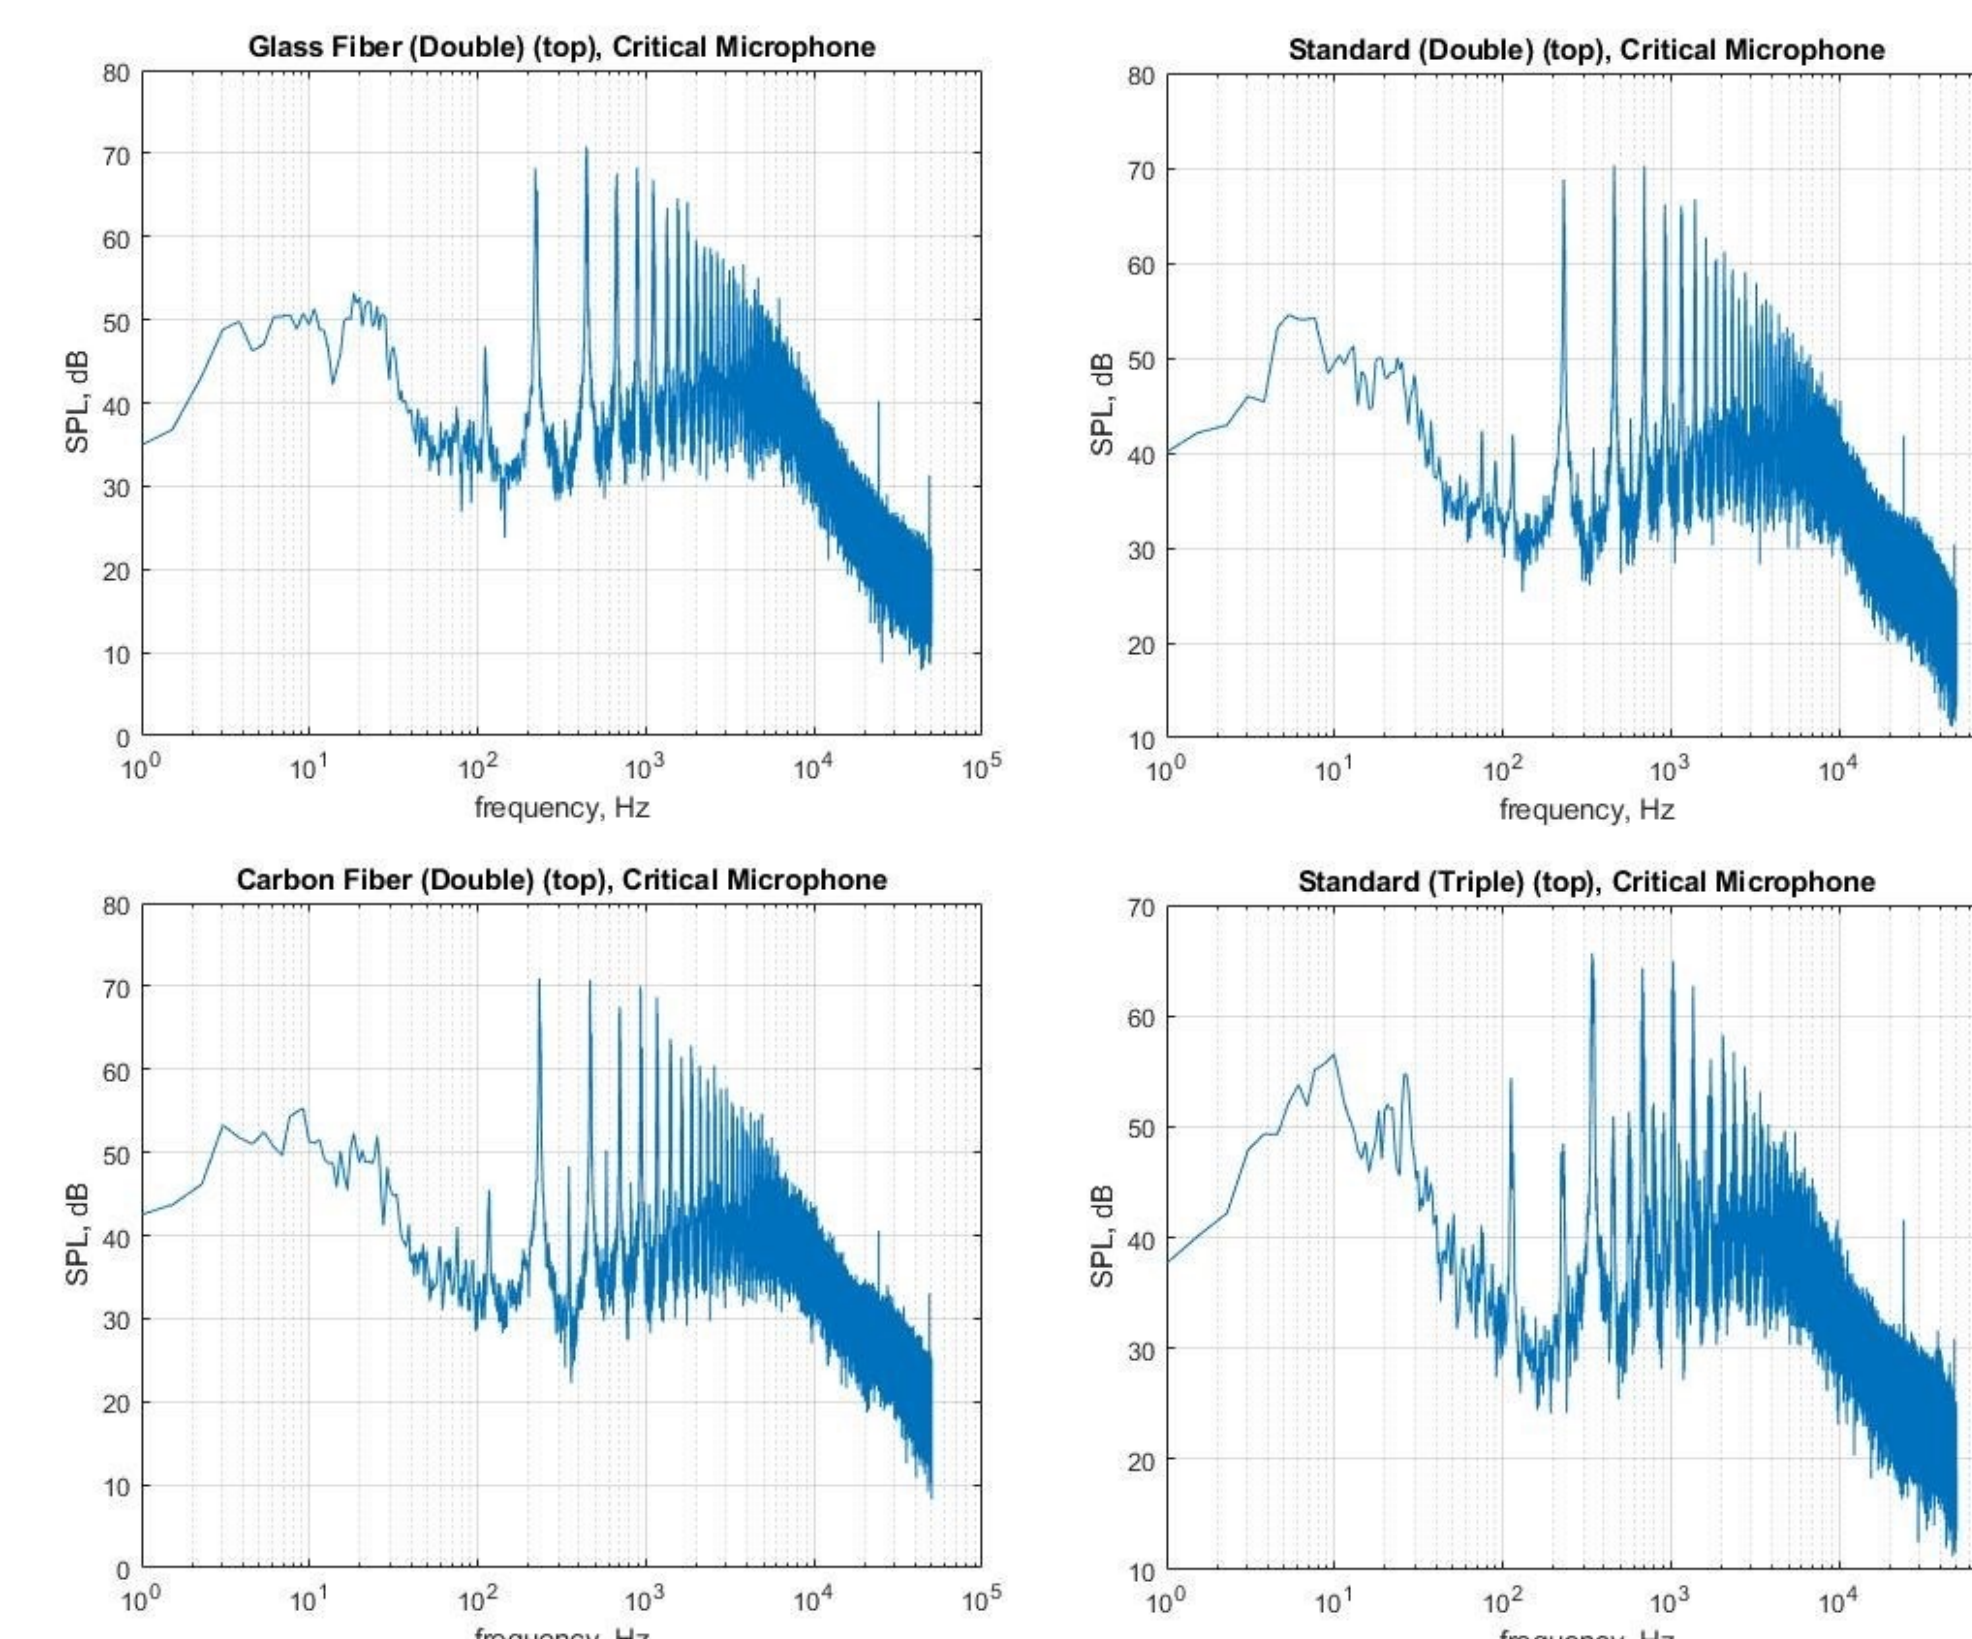 Glass Fiber (Double) (top), Critical Microphone
80
70
60
50
40
30
20
10
0
SPL, dB
10^0 10^1 10^2 10^3 10^4 10^5
frequency, Hz
Standard (Double) (top), Critical Microphone
80
70
60
50
40
30
20
10
SPL, dB
10^0 10^1 10^2 10^3 10^4
frequency, Hz
Carbon Fiber (Double) (top), Critical Microphone
80
70
60
50
40
30
20
10
0
SPL, dB
10^0 10^1 10^2 10^3 10^4 10^5
frequency, Hz
Standard (Triple) (top), Critical Microphone
70
60
50
40
30
20
10
SPL, dB
10^0 10^1 10^2 10^3 10^4
frequency, Hz